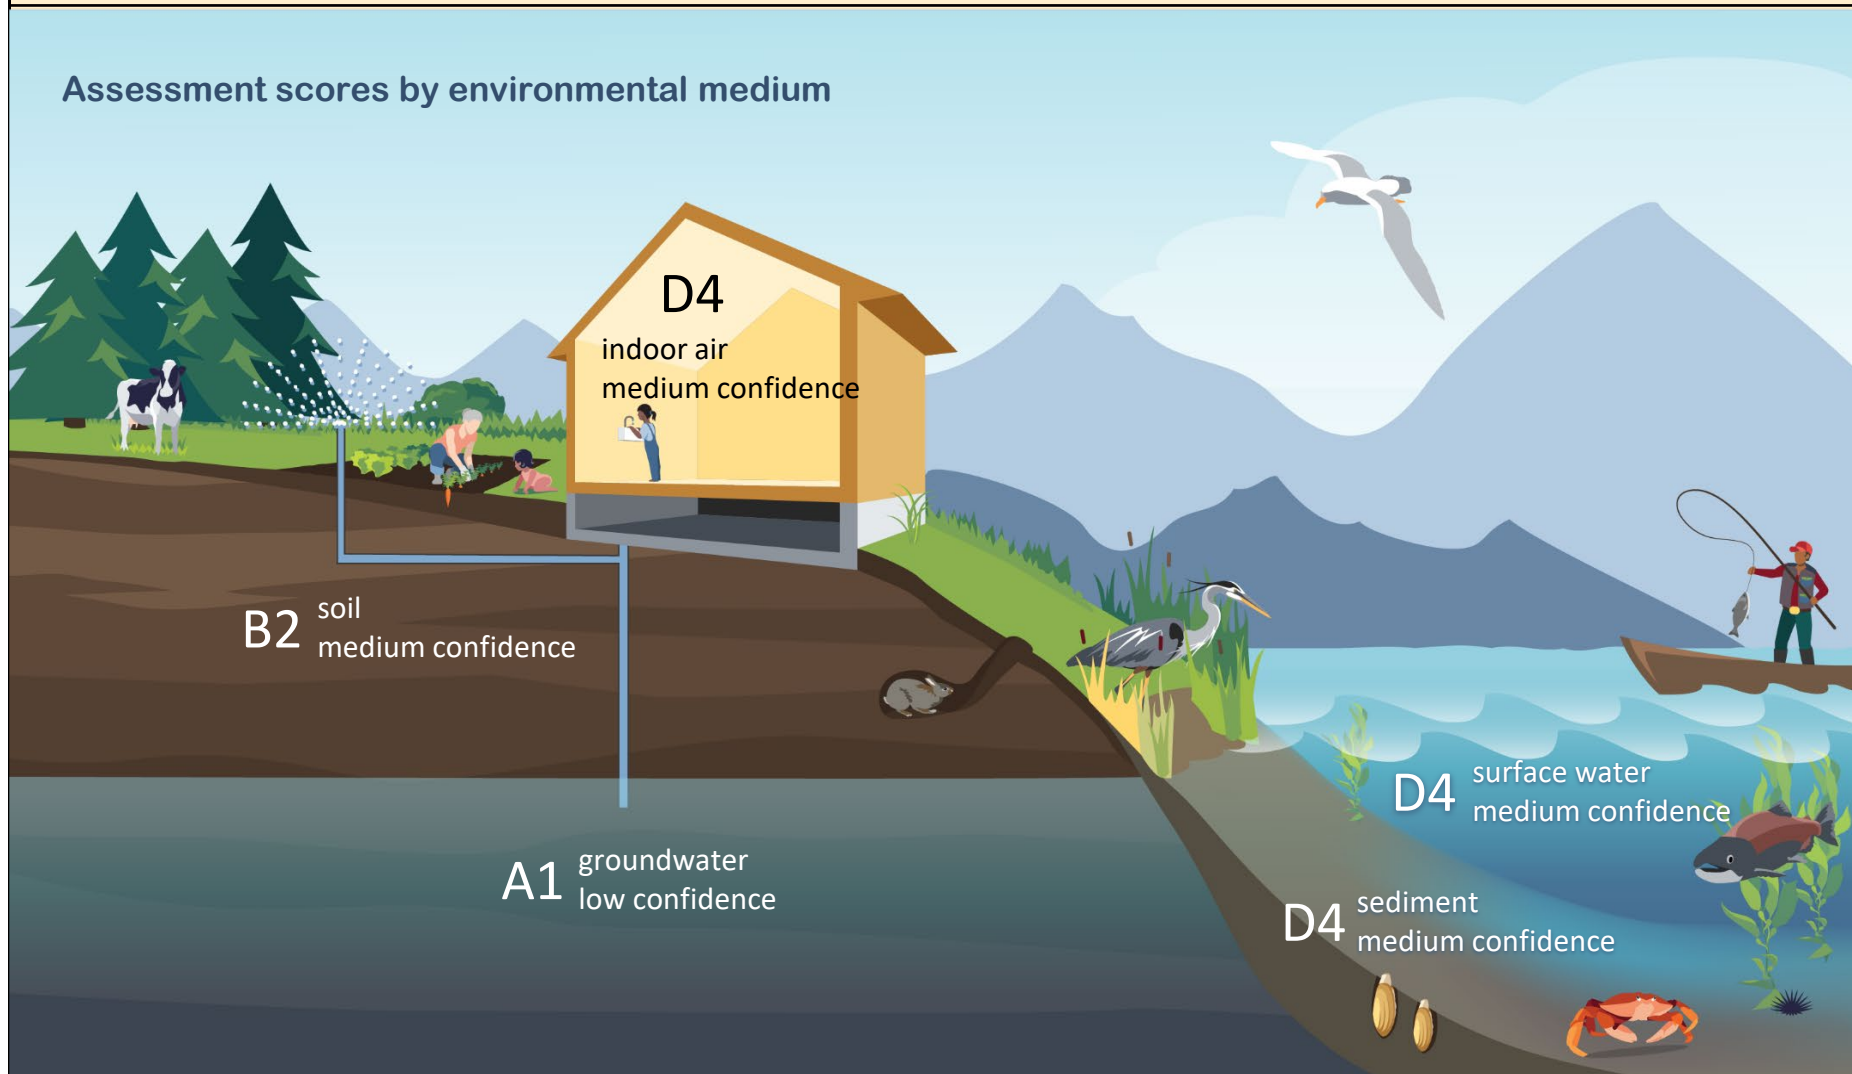 Assessment scores by environmental medium
D4
indoor air
medium confidence
B2
soil
medium confidence
A1
groundwater
low confidence
D4
surface water
medium confidence
D4
sediment
medium confidence